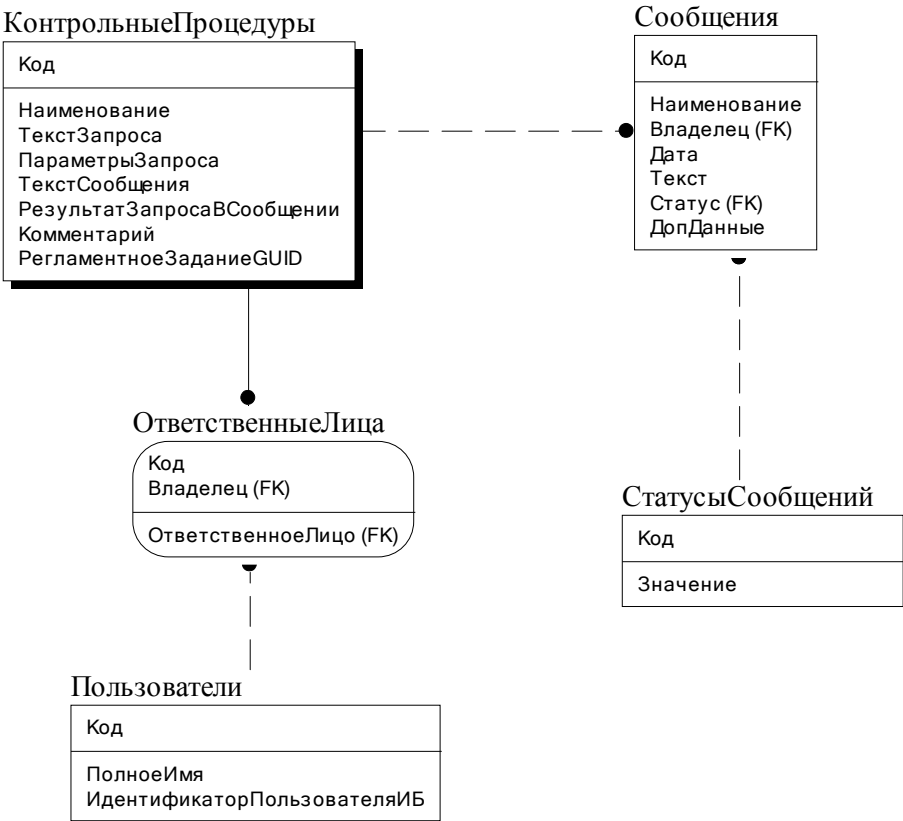 КонтрольныеПроцедуры
Код
Наименование
ТекстЗапроса
ПараметрыЗапроса
ТекстСообщения
РезультатЗапросаВСообщении
Комментарий
РегламентноеЗаданиеGUID
Сообщения
Код
Наименование
Владелец (FK)
Дата
Текст
Статус (FK)
ДопДанные
ОтветственныеЛица
Код
Владелец (FK)
ОтветственноеЛицо (FK)
СтатусыСообщений
Код
Значение
Пользователи
Код
ПолноеИмя
ИдентификаторПользователяИБ